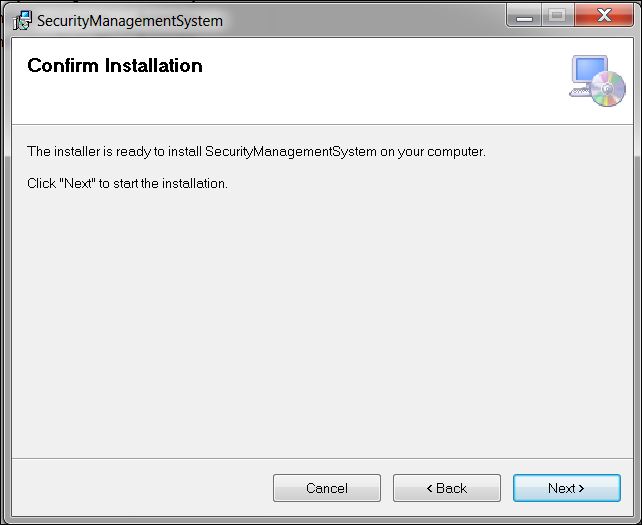 SecurityManagementSystem
Confirm Installation
The installer is ready to install SecurityManagementSystem on your computer.
Click "Next" to start the installation.
Cancel
< Back
Next >